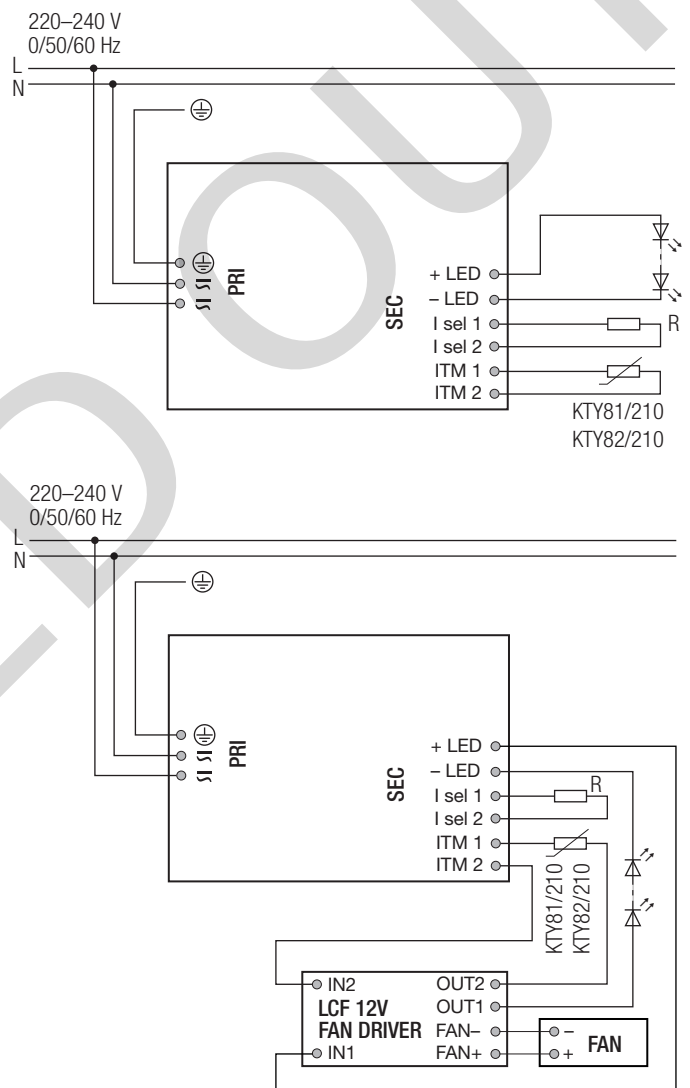 220–240 V
0/50/60 Hz
L
N
PRI
SEC
+ LED
– LED
I sel 1
R
I sel 2
ITM 1
ITM 2
KTY81/210
KTY82/210
220–240 V
0/50/60 Hz
L
N
PRI
SEC
+ LED
– LED
I sel 1
R
I sel 2
ITM 1
ITM 2
KTY81/210
KTY82/210
IN2
OUT2
LCF 12V
FAN DRIVER
OUT1
FAN–
–
FAN
IN1
FAN+
+